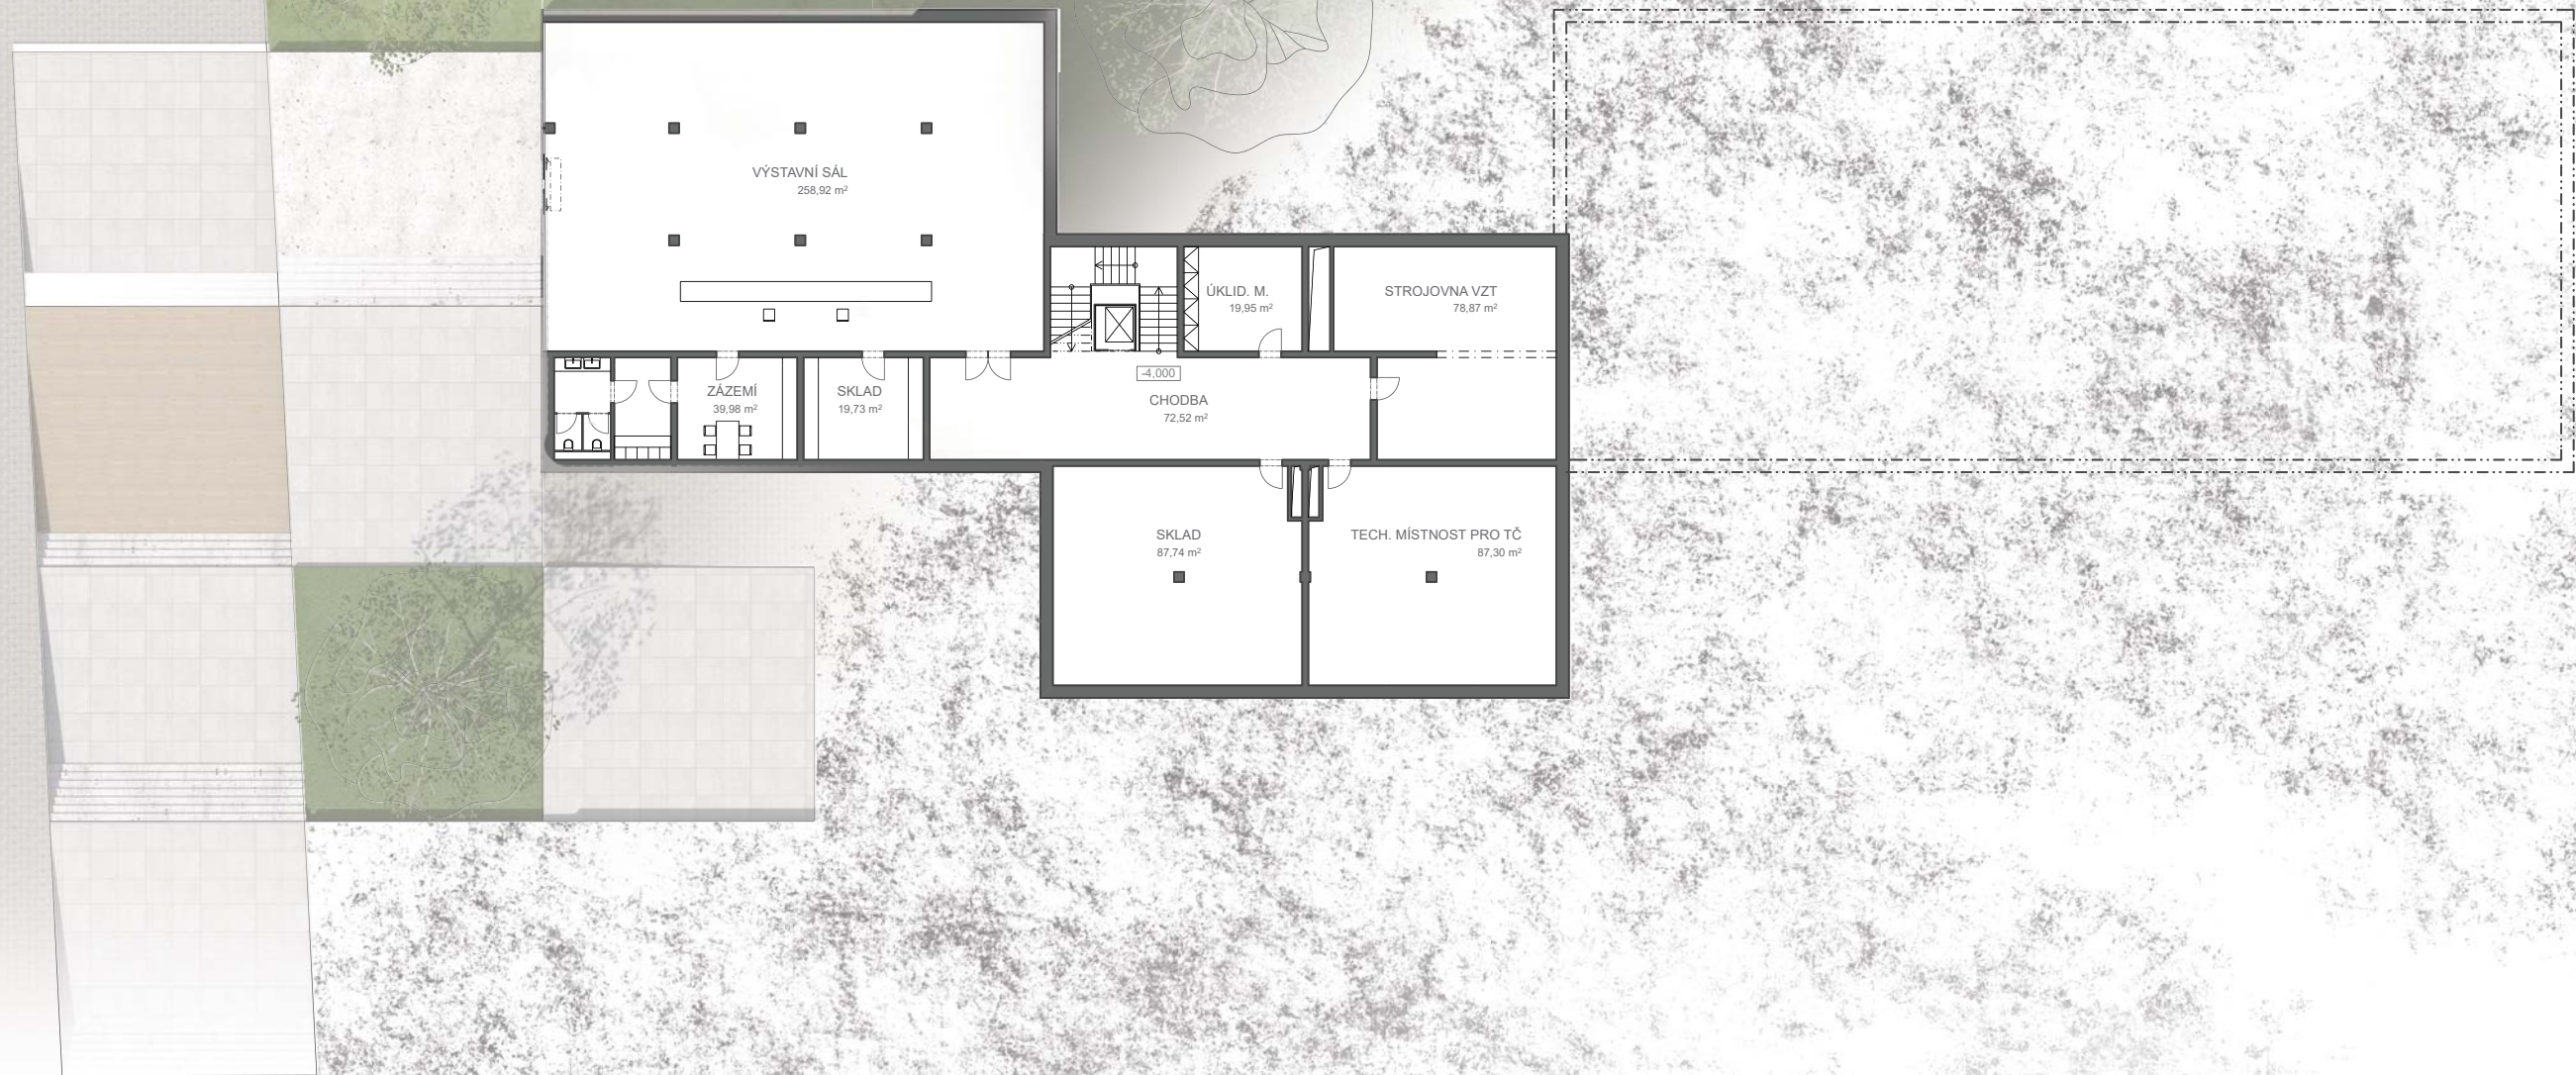 VÝSTAVNÍ SÁL
258,92 m²
ÚKLID. M.
19,95 m²
STROJOVNA VZT
78,87 m²
ZÁZEMÍ
39,98 m²
SKLAD
19,73 m²
-4,000
CHODBA
72,52 m²
SKLAD
87,74 m²
TECH. MÍSTNOST PRO TČ
87,30 m²